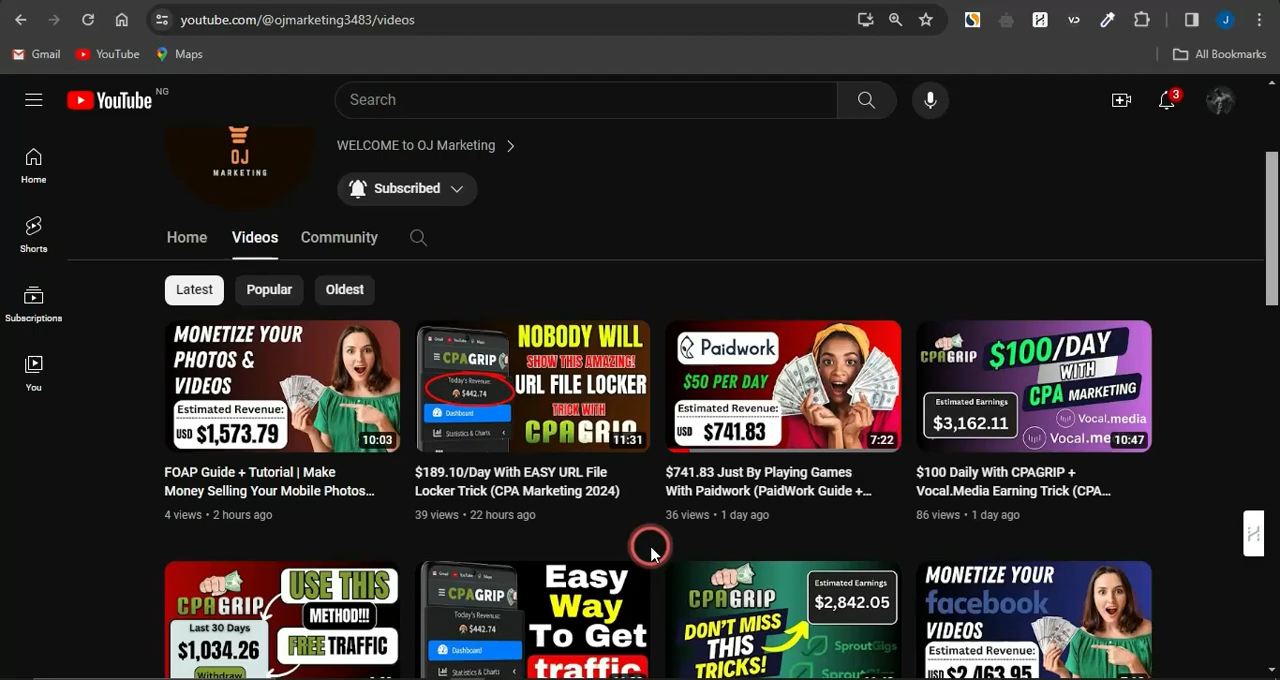 youtube.com/@ojmarketing3483/videos
Gmail
YouTube
Maps
All Bookmarks
YouTube NG
Search
3
Home
Shorts
Subscriptions
You
OJ
MARKETING
WELCOME to OJ Marketing
Subscribed
Home
Videos
Community
Latest
Popular
Oldest
MONETIZE YOUR
PHOTOS &
VIDEOS
Estimated Revenue:
USD $1,573.79
10:03
FOAP Guide + Tutorial | Make
Money Selling Your Mobile Photos…
4 views • 2 hours ago
CPAGRIP
Today's Revenue:
$442.74
Dashboard
Statistics & Charts
NOBODY WILL
SHOW THIS AMAZING!
URL FILE LOCKER
TRICK WITH
CPAGRIP
11:31
$189.10/Day With EASY URL File
Locker Trick (CPA Marketing 2024)
39 views • 22 hours ago
Paidwork
$50 PER DAY
Estimated Revenue:
USD $741.83
7:22
$741.83 Just By Playing Games
With Paidwork (PaidWork Guide +…
36 views • 1 day ago
CPAGRIP
$100/DAY
WITH
CPA MARKETING
Estimated Earnings
$3,162.11
Vocal.media
Vocal.me
10:47
$100 Daily With CPAGRIP +
Vocal.Media Earning Trick (CPA…
86 views • 1 day ago
CPAGRIP
Last 30 Days
$1,034.26
Withdraw
USE THIS
METHOD!!!
FREE TRAFFIC
CPAGRIP
Today's Revenue:
$442.74
Dashboard
Statistics & Charts
Easy
Way
To Get
traffic
CPAGRIP
DON'T MISS
THIS
TRICKS!
Estimated Earnings
$2,842.05
SproutGigs
MONETIZE YOUR
facebook
VIDEOS
Estimated Revenue:
USD $2,463.95